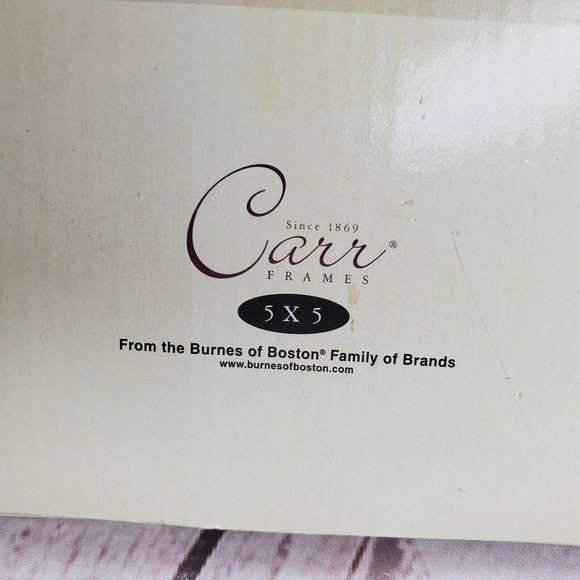 Since 1869
Carr®
FRAMES
5 X 5
From the Burnes of Boston® Family of Brands
www.burnesofboston.com